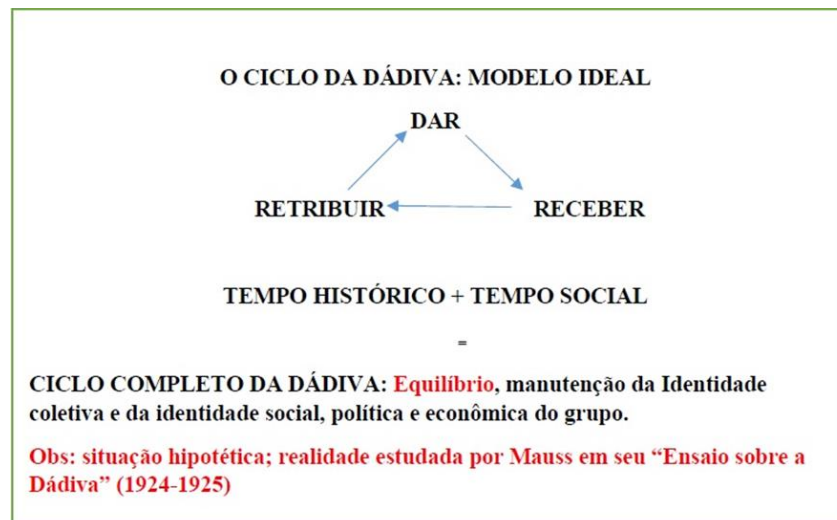 O CICLO DA DÁDIVA: MODELO IDEAL
DAR
RETRIBUIR RECEBER
TEMPO HISTÓRICO + TEMPO SOCIAL
=
CICLO COMPLETO DA DÁDIVA: Equilíbrio, manutenção da Identidade
coletiva e da identidade social, política e econômica do grupo.
Obs: situação hipotética; realidade estudada por Mauss em seu “Ensaio sobre a
Dádiva” (1924-1925)